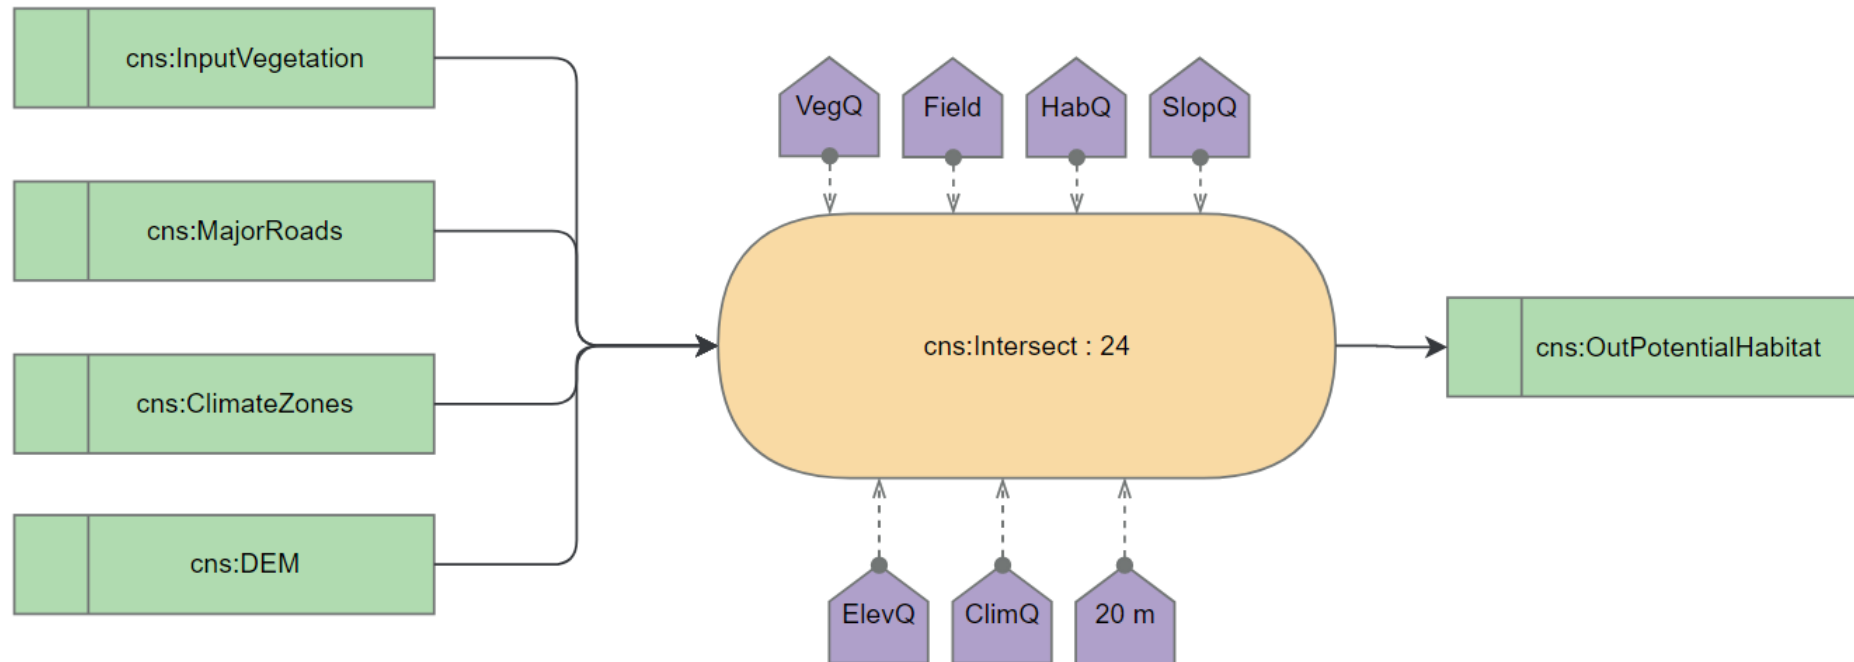 cns:InputVegetation
cns:MajorRoads
cns:ClimateZones
cns:DEM
VegQ
Field
HabQ
SlopQ
cns:Intersect : 24
ElevQ
ClimQ
20 m
cns:OutPotentialHabitat